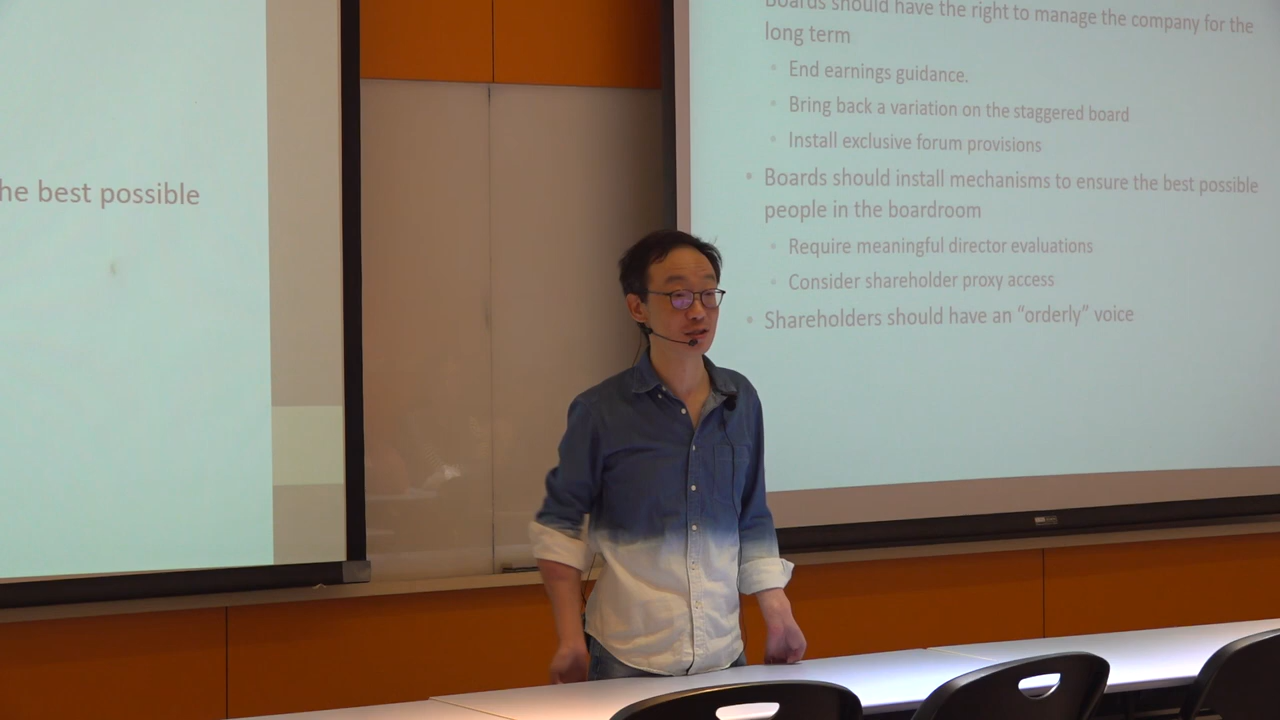 he best possible
Boards should have the right to manage the company for the
long term
• End earnings guidance.
• Bring back a variation on the staggered board
• Install exclusive forum provisions
• Boards should install mechanisms to ensure the best possible
people in the boardroom
• Require meaningful director evaluations
• Consider shareholder proxy access
• Shareholders should have an “orderly” voice